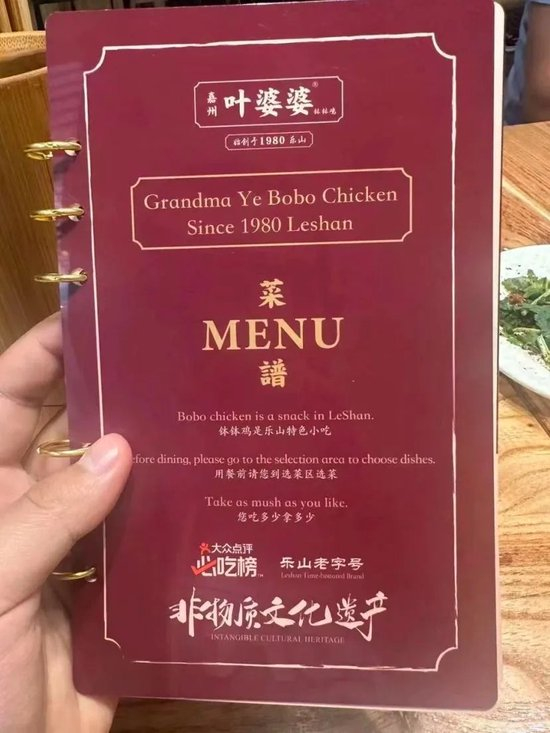 嘉州 叶婆婆® 钵钵鸡
始创于1980 乐山
Grandma Ye Bobo Chicken
Since 1980 Leshan
菜
MENU
譜
Bobo chicken is a snack in LeShan.
钵钵鸡是乐山特色小吃
efore dining, please go to the selection area to choose dishes.
用餐前请您到选菜区选菜
Take as mush as you like.
您吃多少拿多少
大众点评
必吃榜™
乐山老字号
Leshan Time-honored Brand
非物质文化遗产
INTANGIBLE CULTURAL HERITAGE